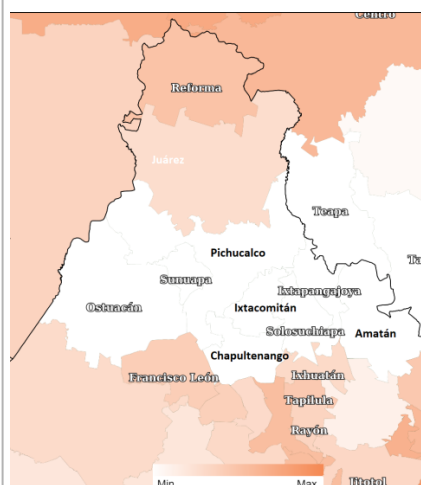 Centro
Reforma
Juárez
Teapa
Ta
Pichucalco
Sunuapa
Ixtapangajoya
Ostuacán
Ixtacomitán
Solosuchiapa
Amatán
Chapultenango
Francisco León
Ixhuatán
Tapilula
Rayón
Min
Max
Jitotol